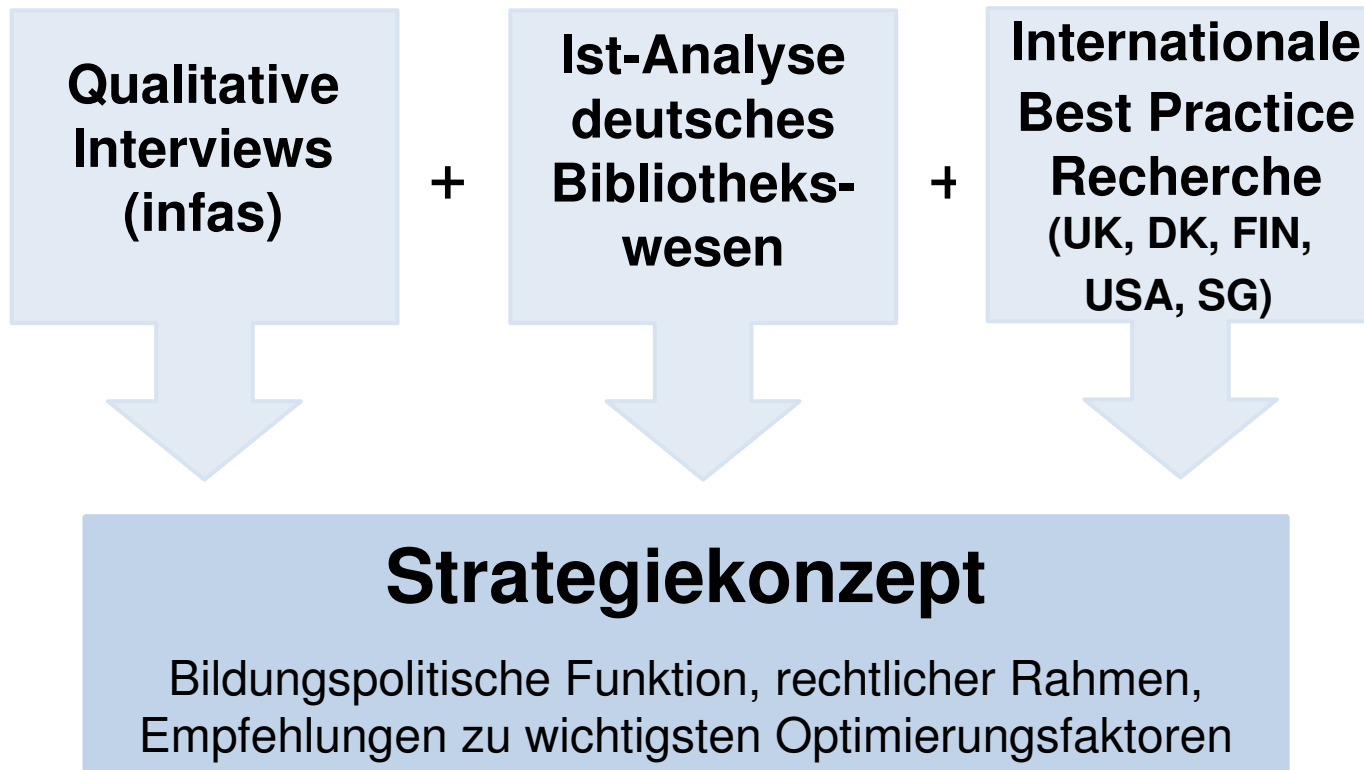 Qualitative
Interviews
(infas)
+
Ist-Analyse
deutsches
Bibliotheks-
wesen
+
Internationale
Best Practice
Recherche
(UK, DK, FIN,
USA, SG)
Strategiekonzept
Bildungspolitische Funktion, rechtlicher Rahmen,
Empfehlungen zu wichtigsten Optimierungsfaktoren